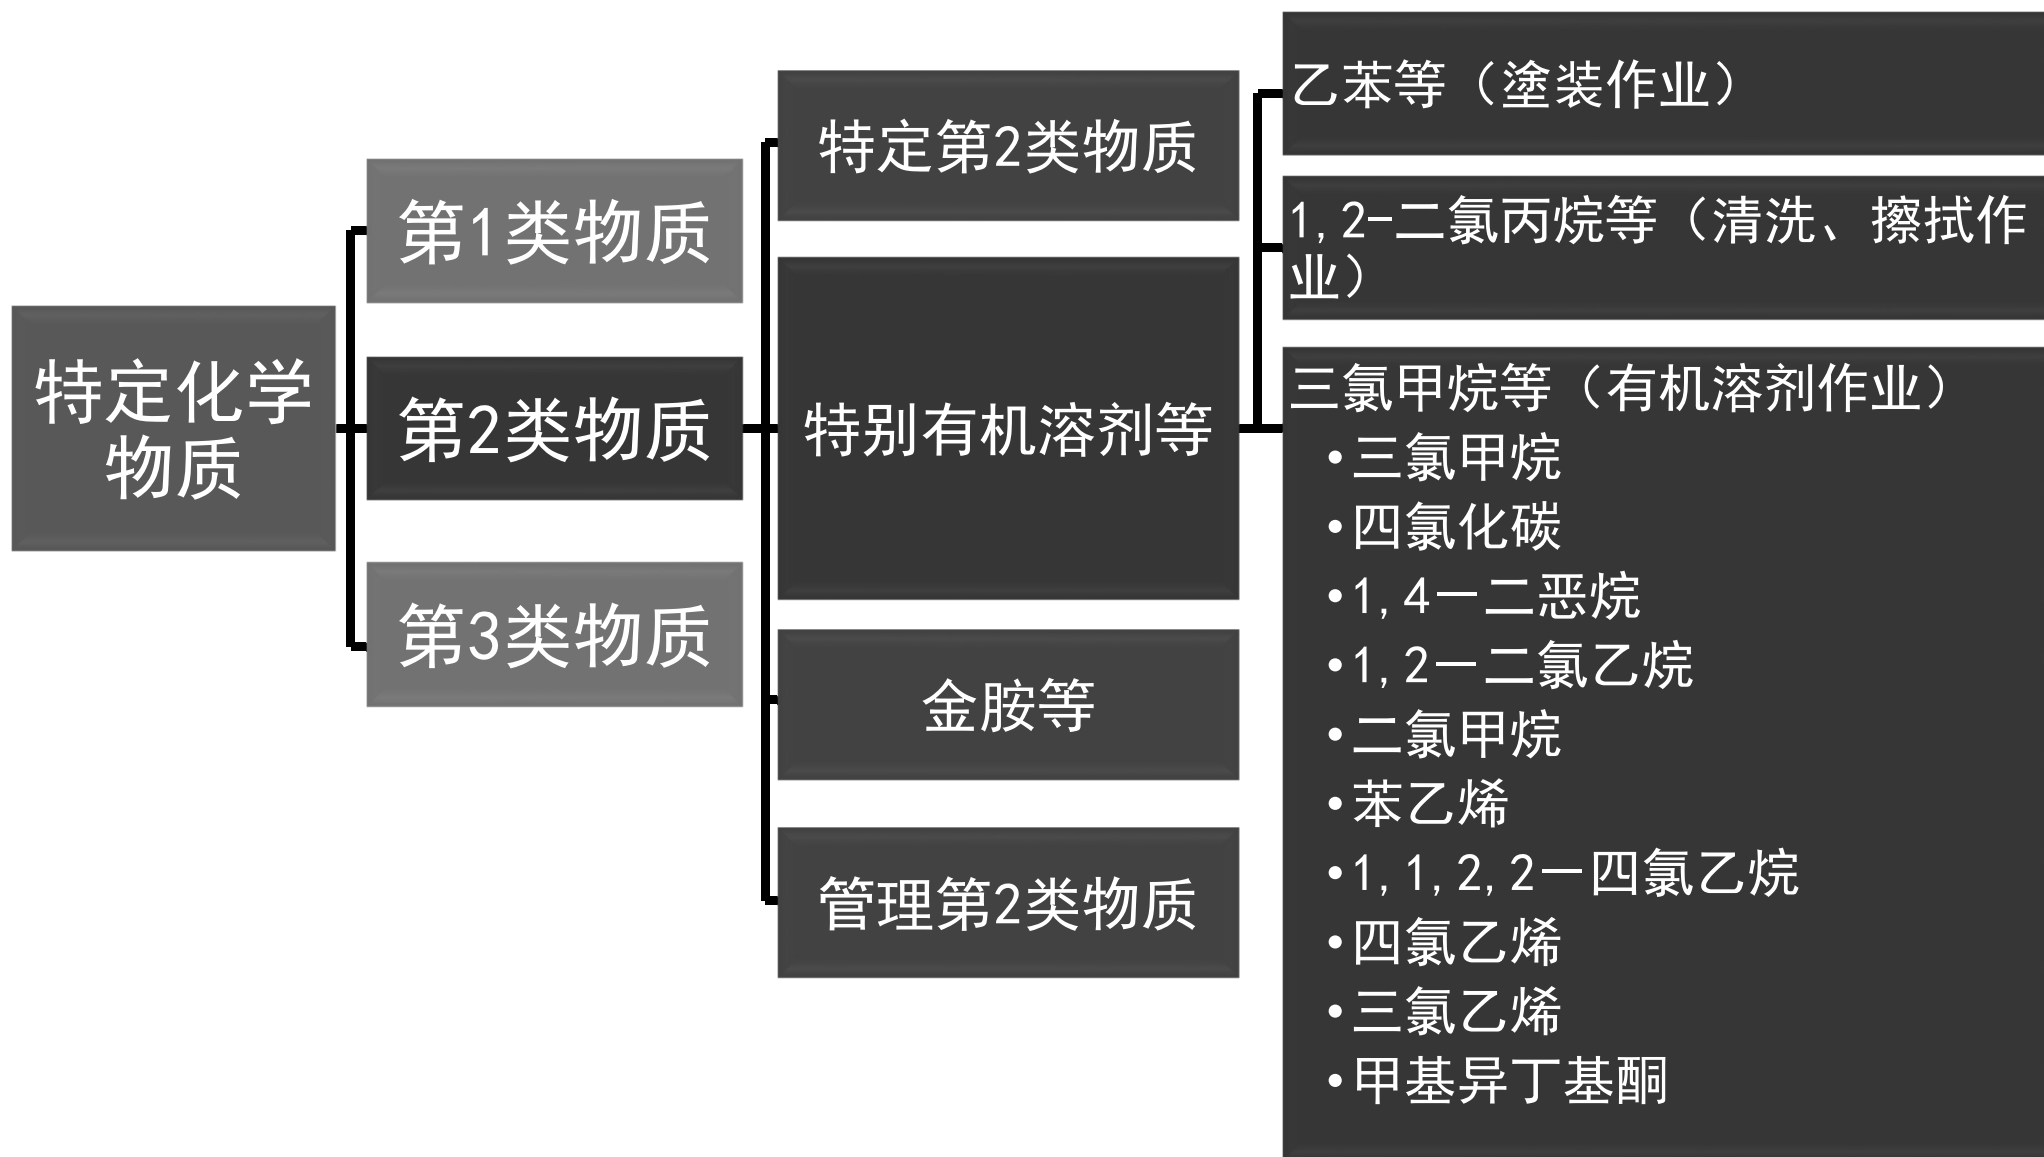 特定化学
物质
第1类物质
第2类物质
第3类物质
特定第2类物质
特别有机溶剂等
金胺等
管理第2类物质
乙苯等（塗装作业）
1,2-二氯丙烷等（清洗、擦拭作
业）
三氯甲烷等（有机溶剂作业）
•三氯甲烷
•四氯化碳
•1,4一二恶烷
•1,2一二氯乙烷
•二氯甲烷
•苯乙烯
•1,1,2,2一四氯乙烷
•四氯乙烯
•三氯乙烯
•甲基异丁基酮